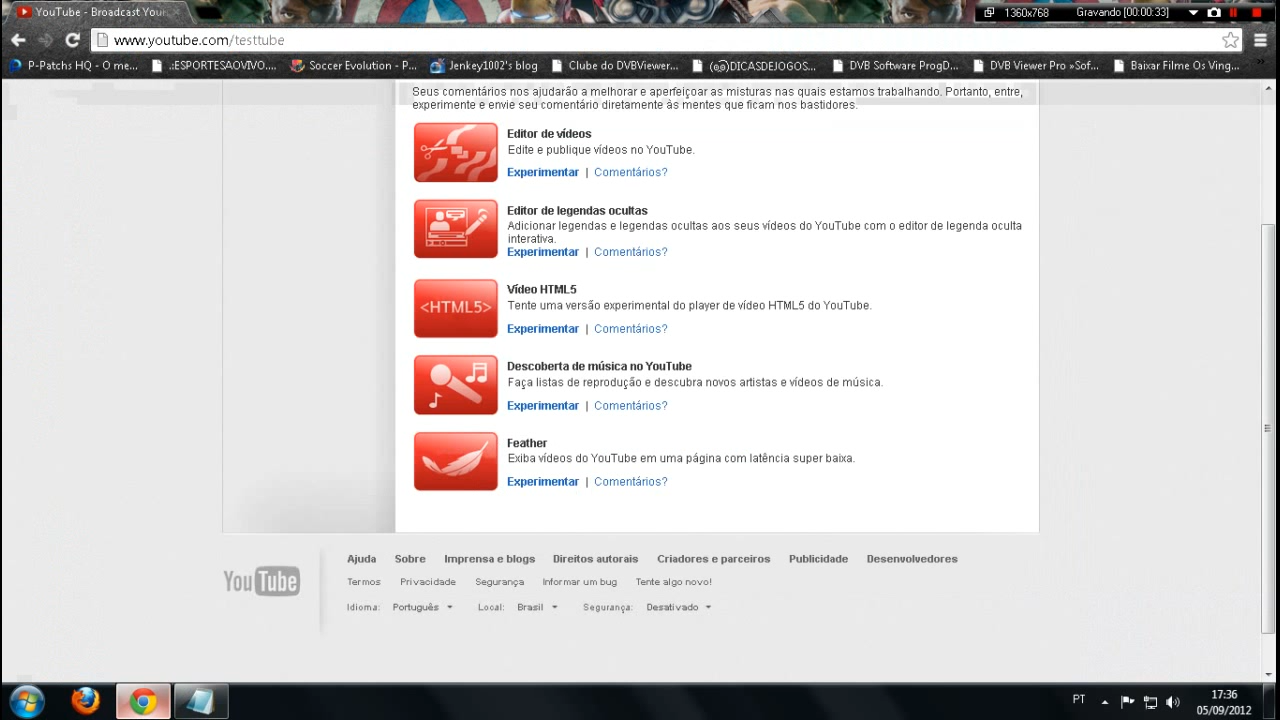 YouTube - Broadcast Your
1360x768
Gravando [00:00:33]
www.youtube.com/testtube
P-Patchs HQ - O me...
.:ESPORTESAOVIVO....
Soccer Evolution - P...
Jenkey1002's blog
Clube do DVBViewer...
(๏̯๏)DICASDEJOGOS...
DVB Software ProgD...
DVB Viewer Pro »Sof...
Baixar Filme Os Ving...
Seus comentários nos ajudarão a melhorar e aperfeiçoar as misturas nas quais estamos trabalhando. Portanto, entre,
experimente e envie seu comentário diretamente às mentes que ficam nos bastidores.
Editor de vídeos
Edite e publique vídeos no YouTube.
Experimentar | Comentários?
Editor de legendas ocultas
Adicionar legendas e legendas ocultas aos seus vídeos do YouTube com o editor de legenda oculta
interativa.
Experimentar | Comentários?
<HTML5>
Vídeo HTML5
Tente uma versão experimental do player de vídeo HTML5 do YouTube.
Experimentar | Comentários?
Descoberta de música no YouTube
Faça listas de reprodução e descubra novos artistas e vídeos de música.
Experimentar | Comentários?
Feather
Exiba vídeos do YouTube em uma página com latência super baixa.
Experimentar | Comentários?
YouTube
Ajuda Sobre Imprensa e blogs Direitos autorais Criadores e parceiros Publicidade Desenvolvedores
Termos Privacidade Segurança Informar um bug Tente algo novo!
Idioma: Português Local: Brasil Segurança: Desativado
PT
17:36
05/09/2012